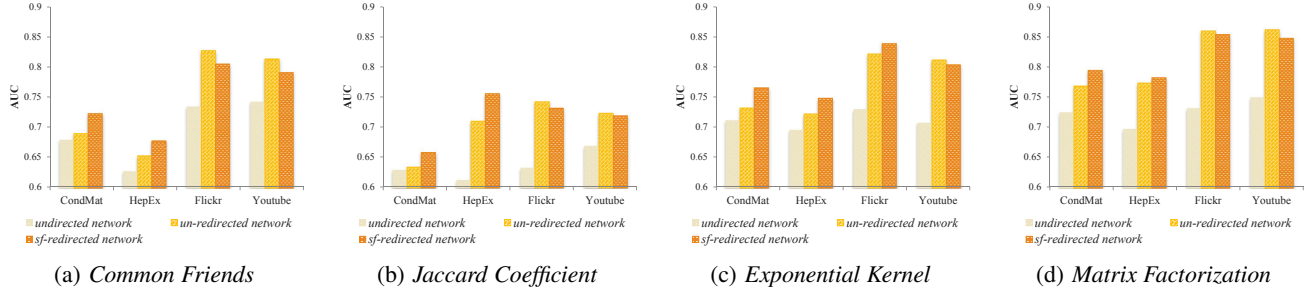 0.9
0.85
0.8
0.75
0.7
0.65
0.6
AUC
CondMat HepEx Flickr Youtube
undirected network un-redirected network
sf-redirected network
(a) Common Friends
0.9
0.85
0.8
0.75
0.7
0.65
0.6
AUC
CondMat HepEx Flickr Youtube
undirected network un-redirected network
sf-redirected network
(b) Jaccard Coefficient
0.9
0.85
0.8
0.75
0.7
0.65
0.6
AUC
CondMat HepEx Flickr Youtube
undirected network un-redirected network
sf-redirected network
(c) Exponential Kernel
0.9
0.85
0.8
0.75
0.7
0.65
0.6
AUC
CondMat HepEx Flickr Youtube
undirected network un-redirected network
sf-redirected network
(d) Matrix Factorization